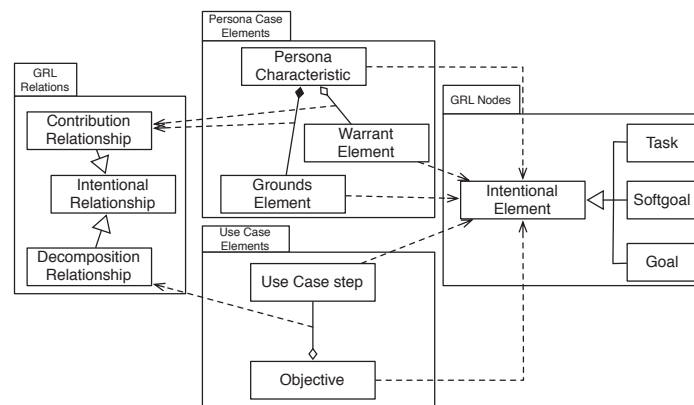 Persona Case
Elements
Persona
Characteristic
Warrant
Element
Grounds
Element
GRL
Relations
Contribution
Relationship
Intentional
Relationship
Decomposition
Relationship
GRL Nodes
Intentional
Element
Task
Softgoal
Goal
Use Case
Elements
Use Case step
Objective